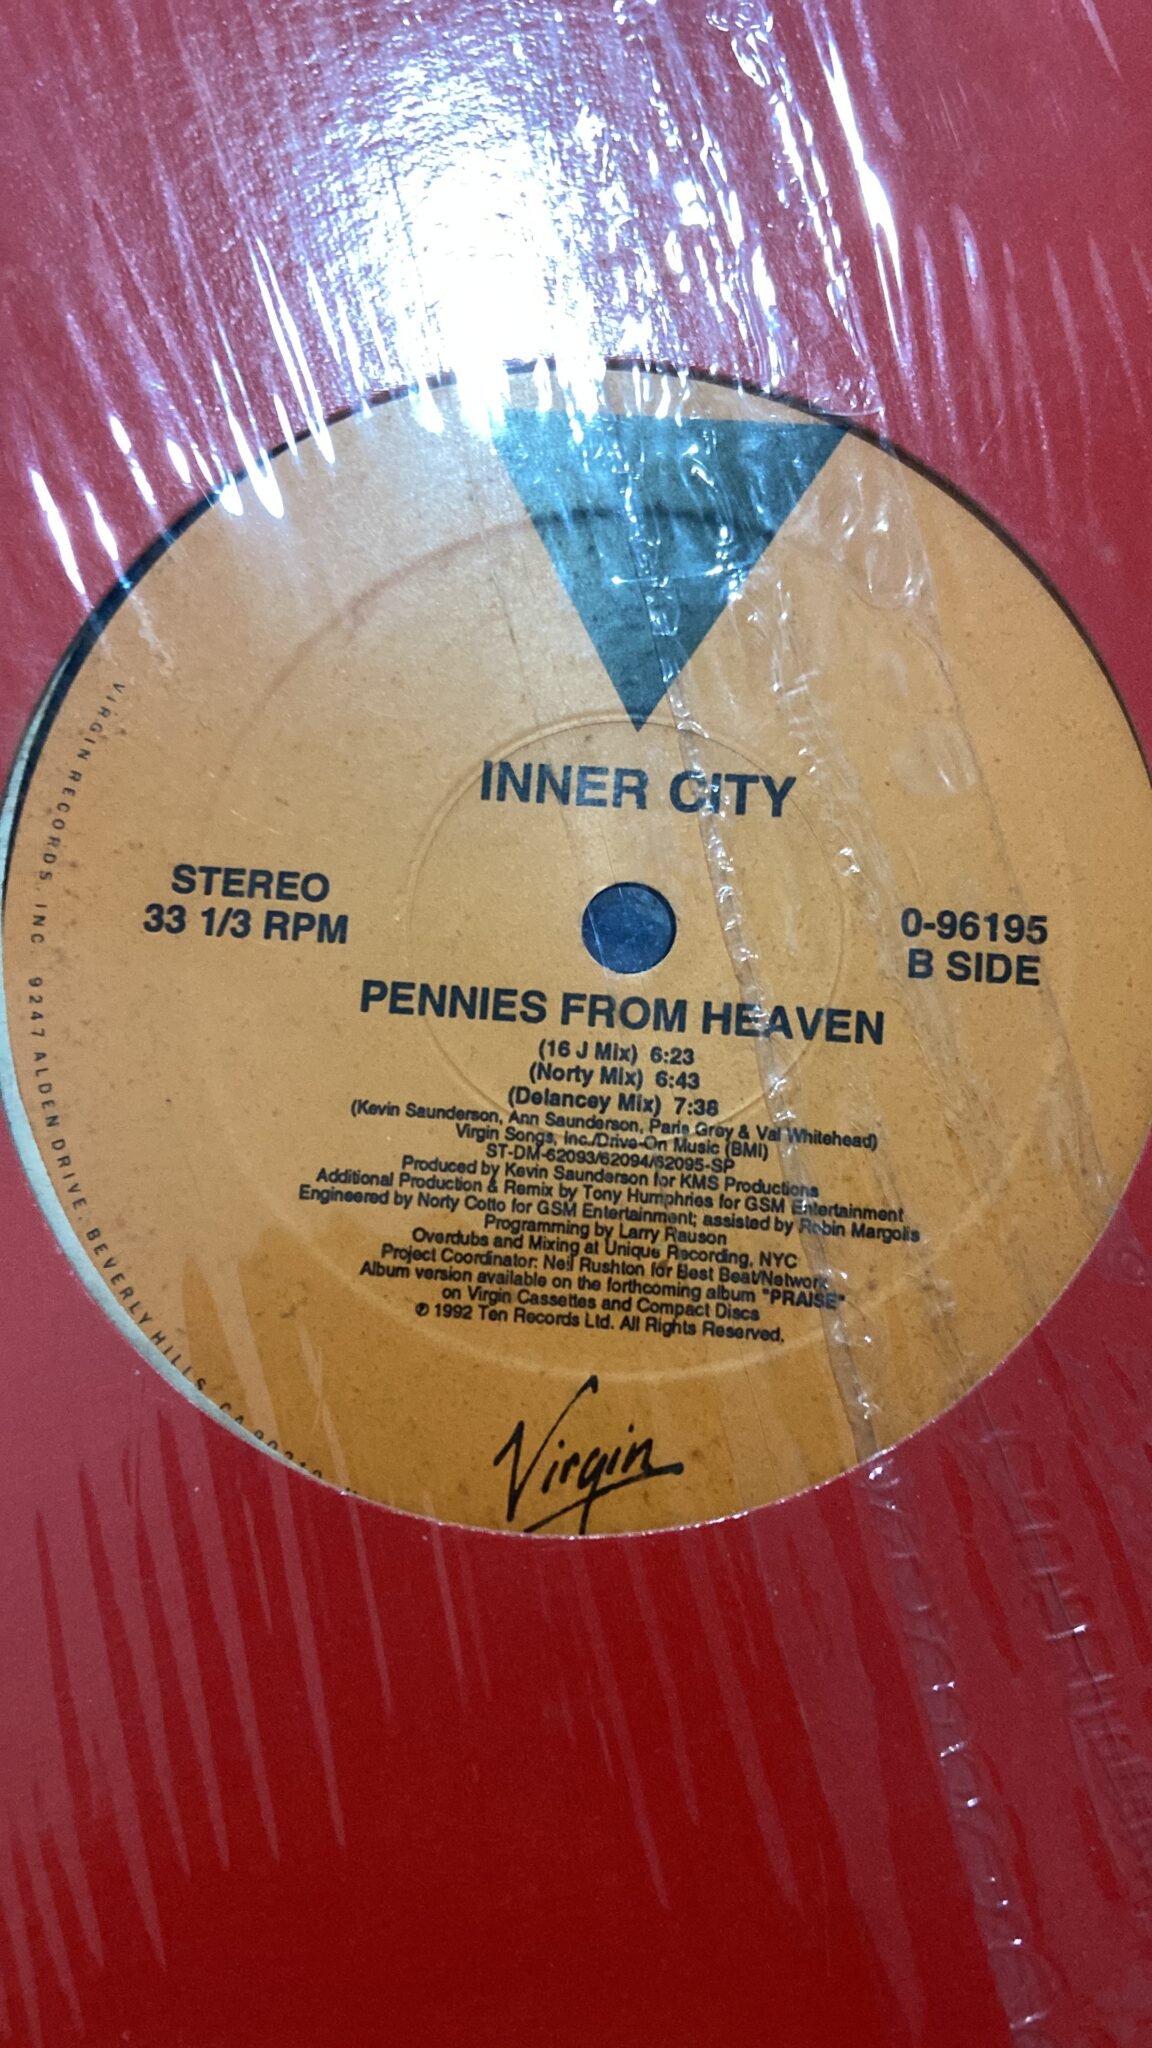 INNER CITY
STEREO
33 1/3 RPM
0-96195
B SIDE
PENNIES FROM HEAVEN
(16 J Mix) 6:23
(Norty Mix) 6:43
(Delancey Mix) 7:38
(Kevin Saunderson, Ann Saunderson, Paris Grey & Val Whitehead)
Virgin Songs, Inc./Drive-On Music (BMI)
ST-DM-62093/62094/62095-SP
Produced by Kevin Saunderson for KMS Productions
Additional Production & Remix by Tony Humphries for GSM Entertainment
Engineered by Norty Cotto for GSM Entertainment; assisted by Robin Margolis
Programming by Larry Rauson
Overdubs and Mixing at Unique Recording, NYC
Project Coordinator: Neil Rushton for Best Beat/Network
Album version available on the forthcoming album "PRAISE"
on Virgin Cassettes and Compact Discs
℗ 1992 Ten Records Ltd. All Rights Reserved.
VIRGIN RECORDS, INC. 9247 ALDEN DRIVE, BEVERLY HILLS, CA
Virgin